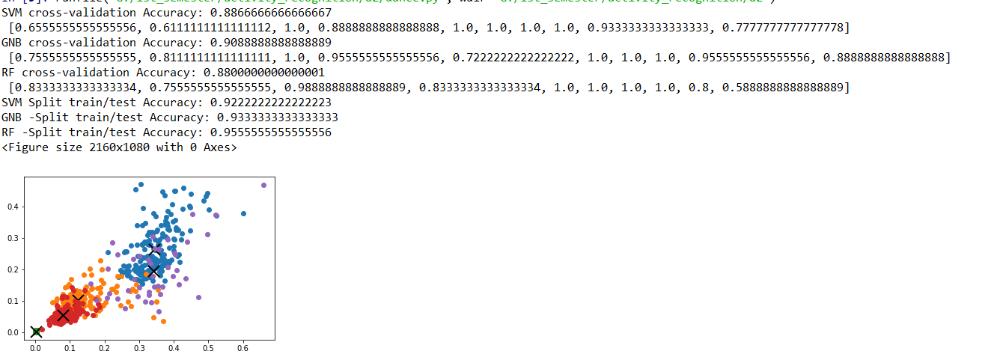 SVM cross-validation Accuracy: 0.8866666666666667
[0.6555555555555556, 0.6111111111111112, 1.0, 0.8888888888888888, 1.0, 1.0, 1.0, 1.0, 0.9333333333333333, 0.7777777777777778]
GNB cross-validation Accuracy: 0.9088888888888889
[0.7555555555555555, 0.8111111111111111, 1.0, 0.9555555555555556, 0.7222222222222222, 1.0, 1.0, 1.0, 0.9555555555555556, 0.8888888888888888]
RF cross-validation Accuracy: 0.8800000000000001
[0.8333333333333334, 0.7555555555555555, 0.9888888888888889, 0.8333333333333334, 1.0, 1.0, 1.0, 1.0, 0.8, 0.5888888888888889]
SVM Split train/test Accuracy: 0.9222222222222223
GNB -Split train/test Accuracy: 0.9333333333333333
RF -Split train/test Accuracy: 0.9555555555555556
<Figure size 2160x1080 with 0 Axes>
0.4
0.3
0.2
0.1
0.0
0.0 0.1 0.2 0.3 0.4 0.5 0.6